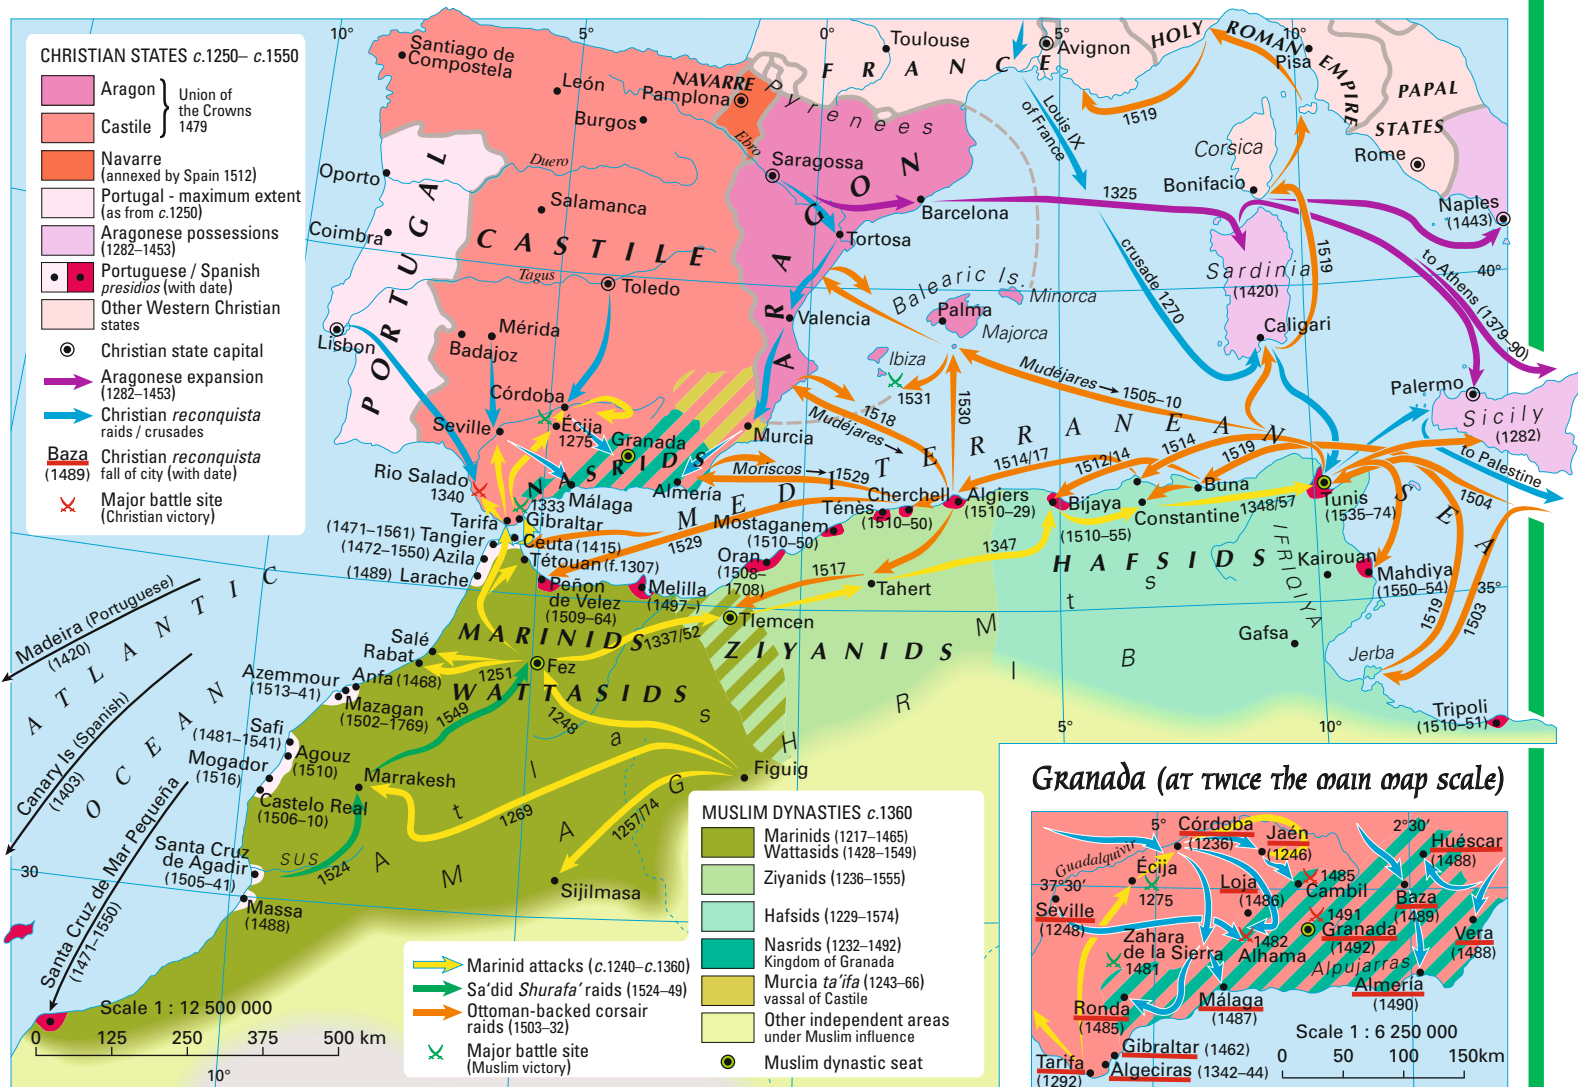 CHRISTIAN STATES c.1250– c.1550
Aragon
Castile
Union of
the Crowns
1479
Navarre
(annexed by Spain 1512)
Portugal - maximum extent
(as from c.1250)
Aragonese possessions
(1282–1453)
Portuguese / Spanish
presidios (with date)
Other Western Christian
states
Christian state capital
Aragonese expansion
(1282–1453)
Christian reconquista
raids / crusades
Baza
(1489)
Christian reconquista
fall of city (with date)
Major battle site
(Christian victory)
10°
5°
0°
5°
10°
Santiago de
Compostela
León
Burgos
NAVARRE
Pamplona
Pyrenees
Ebro
Toulouse
Avignon
FRANCE
HOLY ROMAN EMPIRE
Pisa
PAPAL
STATES
Rome
Corsica
Bonifacio
Naples
(1443)
Louis IX
of France
1519
1325
Oporto
Duero
Saragossa
Salamanca
Barcelona
Coimbra
PORTUGAL
CASTILE
ARAGON
Tortosa
Tagus
Toledo
Balearic Is.
Minorca
Palma
Majorca
Ibiza
Valencia
crusade 1270
Sardinia
(1420)
1519
Caligari
to Athens (1379–90)
40°
Lisbon
Mérida
Badajoz
Córdoba
Écija
1275
Seville
Granada
Murcia
NASRIDS
1531
1518
Mudéjares
1530
Mudéjares
1505–10
Palermo
Sicily
(1282)
to Palestine
1504
MEDITERRANEAN
SEA
Rio Salado
1340
1333
Málaga
Almería
Moriscos
1529
1514/17
1512/14
1514
1519
Tarifa
Gibraltar
(1471–1561) Tangier
(1472–1550) Azila
(1489) Larache
Ceuta (1415)
Tétouan (f.1307)
1529
Mostaganem
(1510–50)
Ténès
Cherchell
(1510–50)
Algiers
(1510–29)
Bijaya
(1510–55)
Buna
Constantine
1348/57
Tunis
(1535–74)
Peñon
de Velez
(1509–64)
Melilla
(1497–)
Oran
(1508–
1708)
1517
1347
Tahert
HAFSIDS
IFRIQIYA
Kairouan
Mahdiya
(1550–54)
35°
Gafsa
1519
1503
Jerba
Tripoli
(1510–51)
ATLANTIC
OCEAN
Madeira (Portuguese)
(1420)
Canary Is (Spanish)
(1403)
Santa Cruz de Mar Pequeña
(1471–1550)
Salé
Rabat
Anfa (1468)
MARINIDS
1337/52
Tlemcen
ZIYANIDS
Fez
1251
WATTASIDS
1248
Azemmour
(1513–41)
Mazagan
(1502–1769)
1549
Safi
(1481–1541)
Agouz
(1510)
Mogador
(1516)
Castelo Real
(1506–10)
Marrakesh
Figuig
1269
1257/74
MAGHRIB
Atlas Mts
Santa Cruz
de Agadir
(1505–41)
SUS
1524
Massa
(1488)
Sijilmasa
30
5°
10°
10°
Scale 1 : 12 500 000
0 125 250 375 500 km
Marinid attacks (c.1240–c.1360)
Sa'did Shurafa' raids (1524–49)
Ottoman-backed corsair
raids (1503–32)
Major battle site
(Muslim victory)
MUSLIM DYNASTIES c.1360
Marinids (1217–1465)
Wattasids (1428–1549)
Ziyanids (1236–1555)
Hafsids (1229–1574)
Nasrids (1232–1492)
Kingdom of Granada
Murcia ta'ifa (1243–66)
vassal of Castile
Other independent areas
under Muslim influence
Muslim dynastic seat
Granada (at twice the main map scale)
5°
2°30′
37°30′
Guadalquivir
Córdoba
(1236)
Jaén
(1246)
Huéscar
(1488)
Écija
1275
Loja
(1486)
1485
Cambil
Baza
(1489)
Seville
(1248)
1491
Granada
(1492)
Vera
(1488)
Zahara
de la Sierra
1481
1482
Alhama
Alpujarras
Ronda
(1485)
Málaga
(1487)
Almería
(1490)
Gibraltar (1462)
Tarifa
(1292)
Algeciras (1342–44)
Scale 1 : 6 250 000
0 50 100 150km